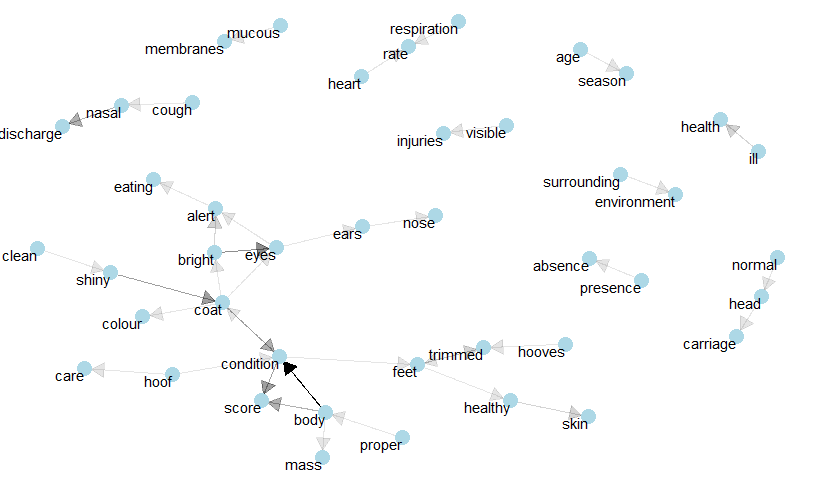 respiration
mucous
membranes
rate
age
season
heart
nasal
cough
discharge
health
injuries
visible
ill
eating
surrounding
environment
alert
nose
ears
clean
bright
eyes
absence
normal
shiny
presence
coat
head
colour
carriage
trimmed
hooves
condition
feet
care
hoof
score
healthy
body
skin
proper
mass